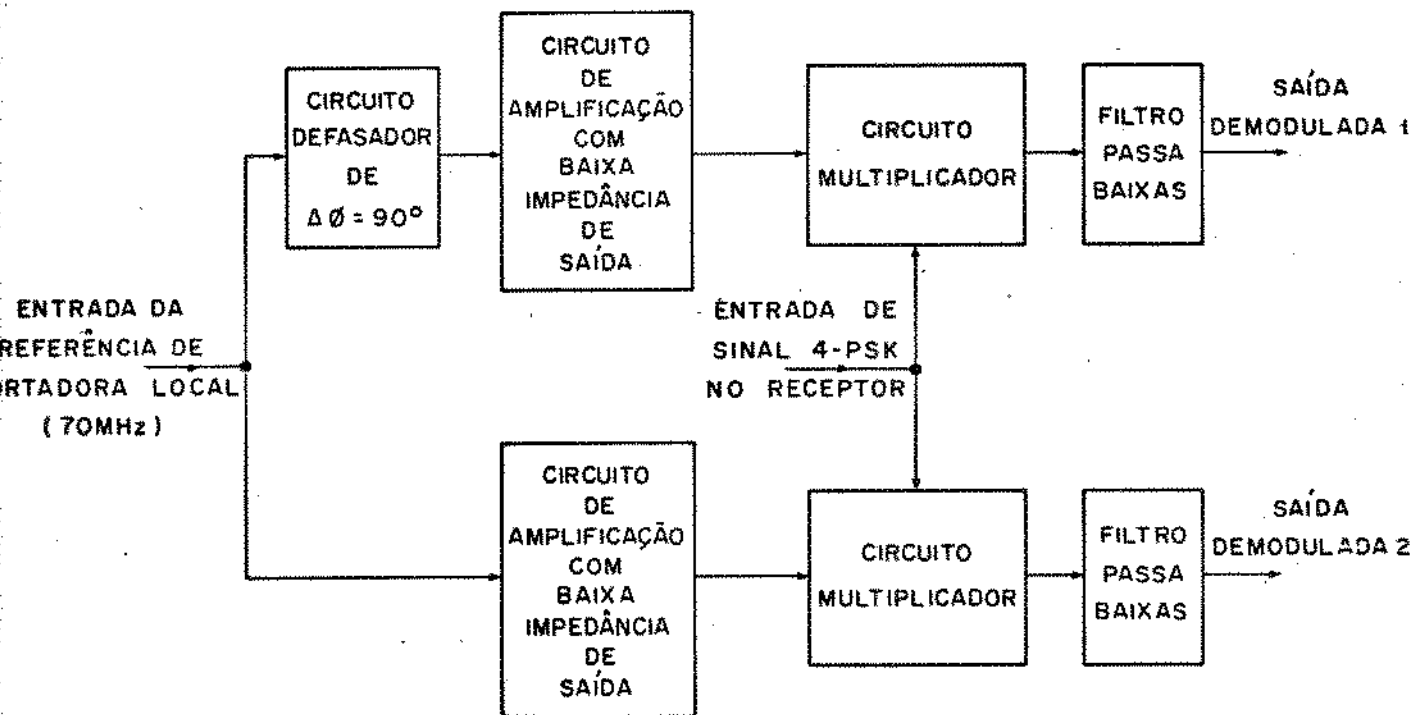 CIRCUITO
DEFASADOR
DE
ΔØ = 90°
CIRCUITO
DE
AMPLIFICAÇÃO
COM
BAIXA
IMPEDÂNCIA
DE
SAÍDA
CIRCUITO
MULTIPLICADOR
FILTRO
PASSA
BAIXAS
SAÍDA
DEMODULADA 1
ENTRADA DA
REFERÊNCIA DE
ORTADORA LOCAL
(70MHz)
ENTRADA DE
SINAL 4-PSK
NO RECEPTOR
CIRCUITO
DE
AMPLIFICAÇÃO
COM
BAIXA
IMPEDÂNCIA
DE
SAÍDA
CIRCUITO
MULTIPLICADOR
FILTRO
PASSA
BAIXAS
SAÍDA
DEMODULADA 2